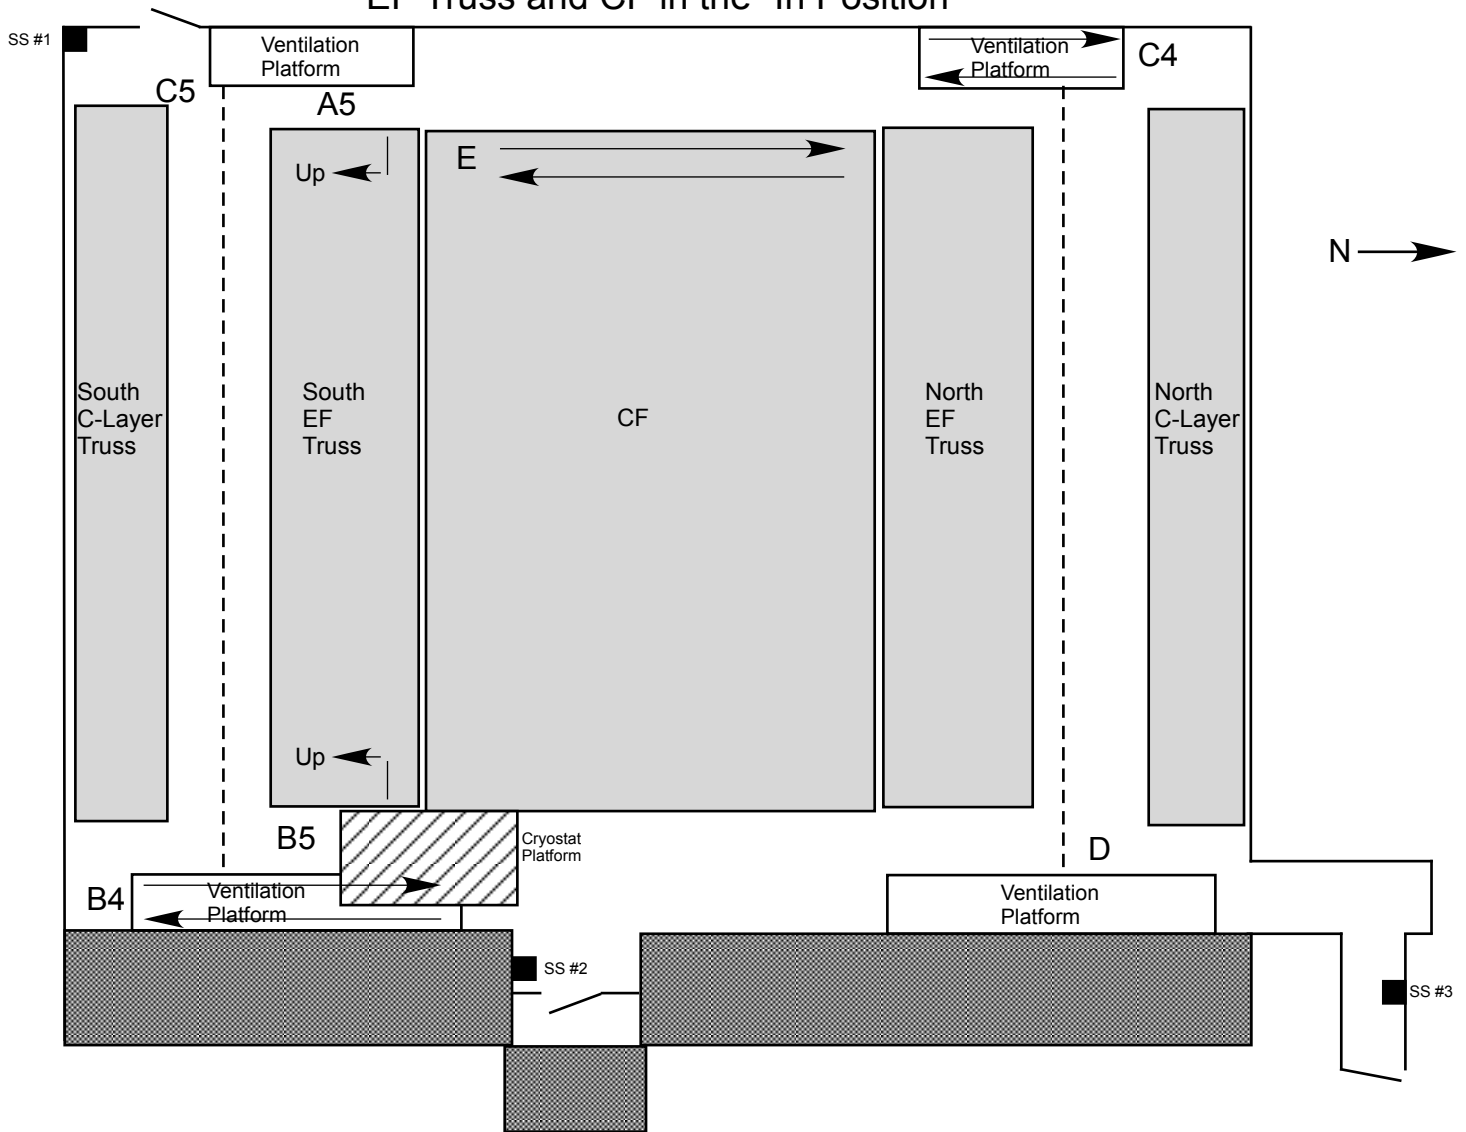 EF Truss and CF in the "In Position"
SS #1
Ventilation
Platform
Ventilation
Platform
C4
C5
A5
E
Up
N
South
C-Layer
Truss
South
EF
Truss
CF
North
EF
Truss
North
C-Layer
Truss
Up
B5
Cryostat
Platform
D
B4
Ventilation
Platform
Ventilation
Platform
SS #2
SS #3